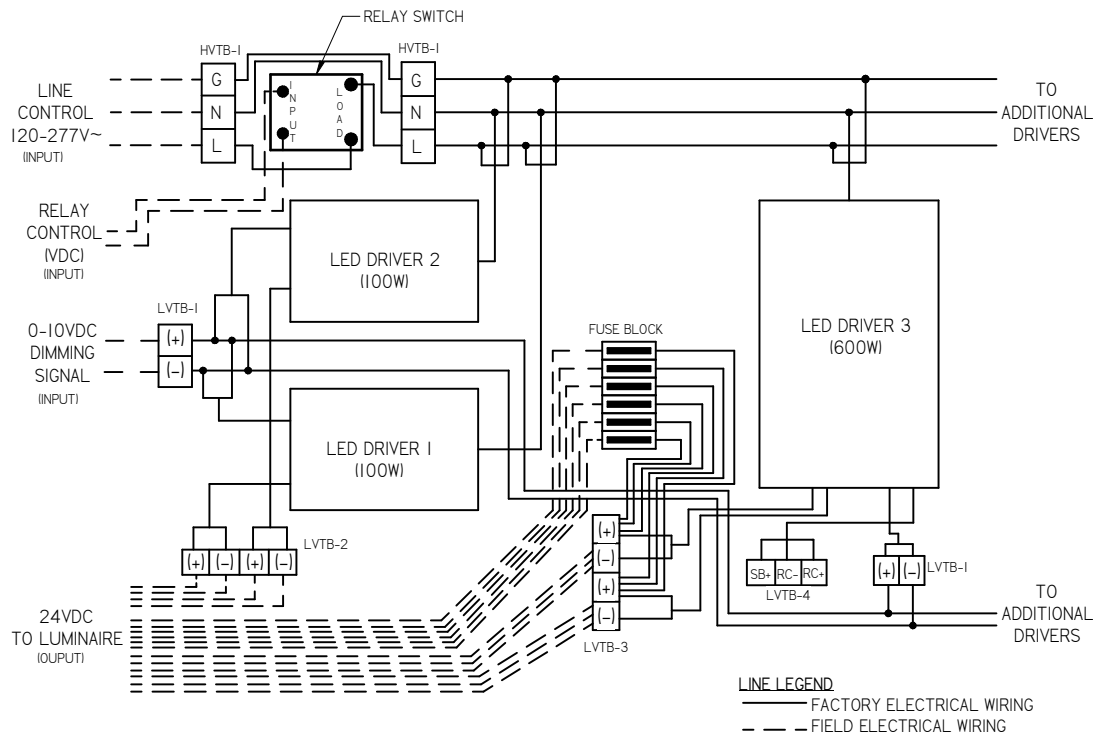 RELAY SWITCH
HVTB-1
HVTB-1
G
N
L
INPUT
LOAD
G
N
L
LINE
CONTROL
120-277V~
(INPUT)
TO
ADDITIONAL
DRIVERS
RELAY
CONTROL
(VDC)
(INPUT)
LED DRIVER 2
(100W)
LED DRIVER 3
(600W)
LVTB-1
(+)
(-)
0-10VDC
DIMMING
SIGNAL
(INPUT)
FUSE BLOCK
LED DRIVER 1
(100W)
LVTB-2
(+) (-) (+) (-)
(+)
(-)
(+)
(-)
LVTB-3
SB+ RC- RC+
LVTB-4
(+) (-)
LVTB-1
24VDC
TO LUMINAIRE
(OUPUT)
TO
ADDITIONAL
DRIVERS
LINE LEGEND
FACTORY ELECTRICAL WIRING
FIELD ELECTRICAL WIRING